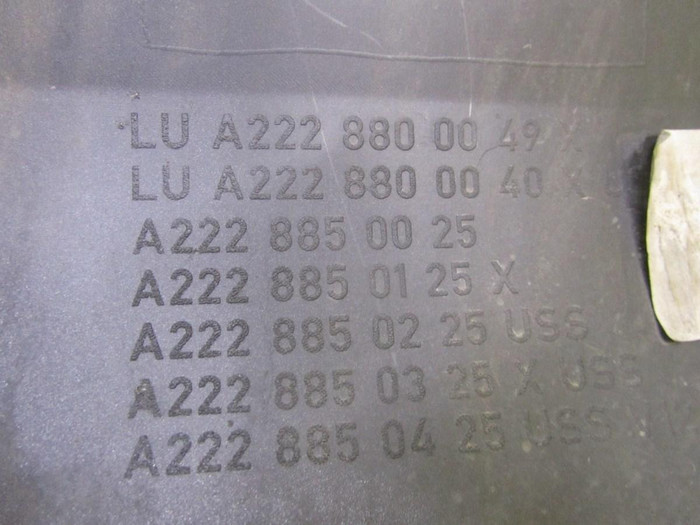 LU A222 880 00 49 X
LU A222 880 00 40 X
A222 885 00 25
A222 885 01 25 X
A222 885 02 25 USS
A222 885 03 25 X USS
A222 885 04 25 USS